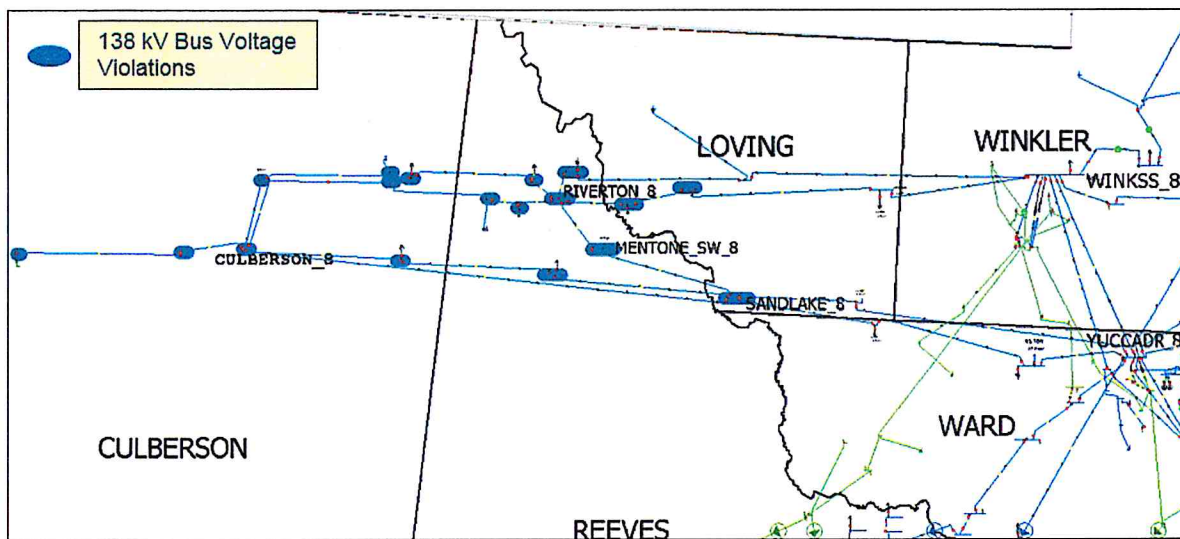 138 kV Bus Voltage
Violations
LOVING
WINKLER
WINKSS_8
RIVERTON_8
MENTONE_SW_8
CULBERSON_8
SANDLAKE_8
YUCCADR_8
WARD
CULBERSON
REEVES